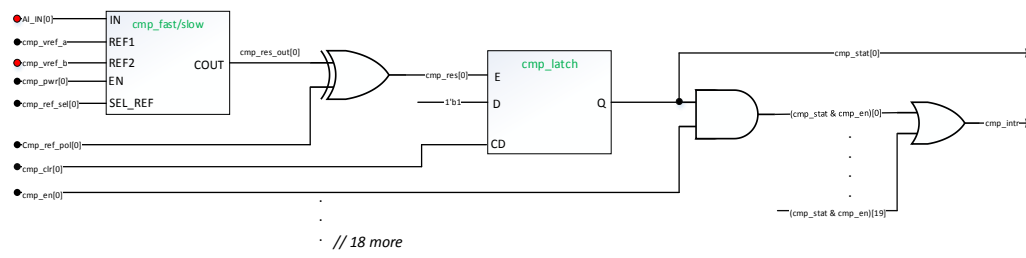 AI_IN[0]
cmp_vref_a
cmp_vref_b
cmp_pwr[0]
cmp_ref_sel[0]
Cmp_ref_pol[0]
cmp_clr[0]
cmp_en[0]
cmp_fast/slow
IN
REF1
REF2
EN
SEL_REF
COUT
cmp_res_out[0]
cmp_res[0]
1'b1
cmp_latch
E
D
CD
Q
cmp_stat[0]
(cmp_stat & cmp_en)[0]
cmp_intr
(cmp_stat & cmp_en)[19]
// 18 more